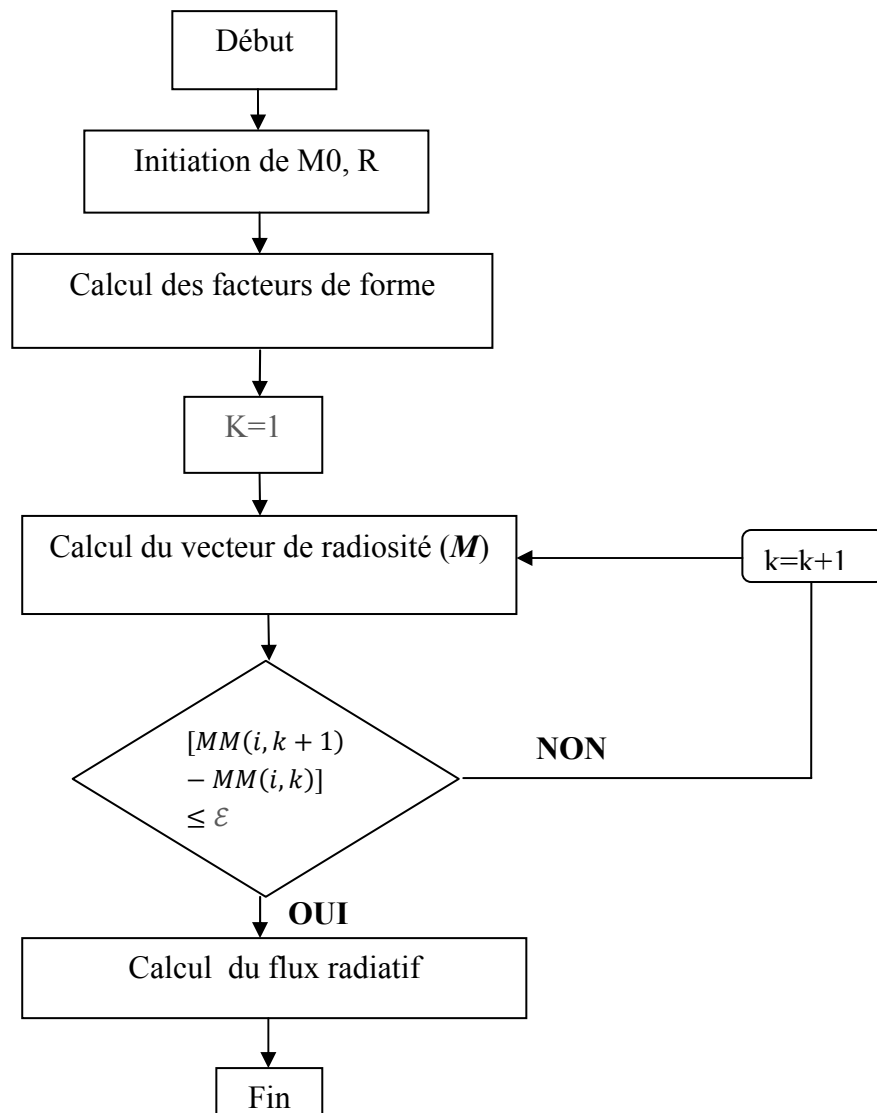 Début
Initiation de M0, R
Calcul des facteurs de forme
K=1
Calcul du vecteur de radiosité (M)
k=k+1
[MM(i, k + 1)
− MM(i, k)]
≤ ℰ
NON
OUI
Calcul du flux radiatif
Fin